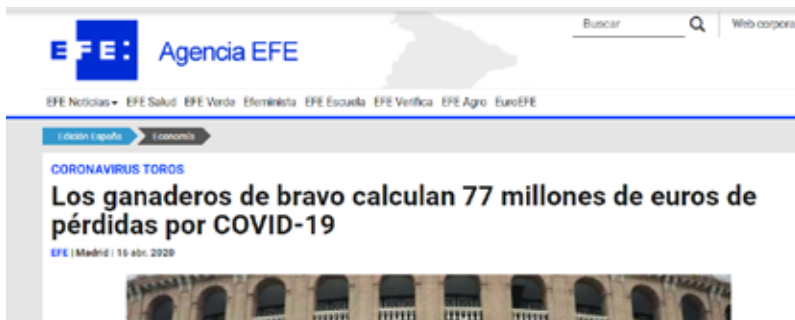 Buscar
Web corpora
EFE:
Agencia EFE
EFE Noticias EFE Salud EFE Verde Efeminista EFE Escuela EFE Verifica EFE Agro EuroEFE
Edición España Economía
CORONAVIRUS TOROS
Los ganaderos de bravo calculan 77 millones de euros de
pérdidas por COVID-19
EFE | Madrid | 16 abr. 2020